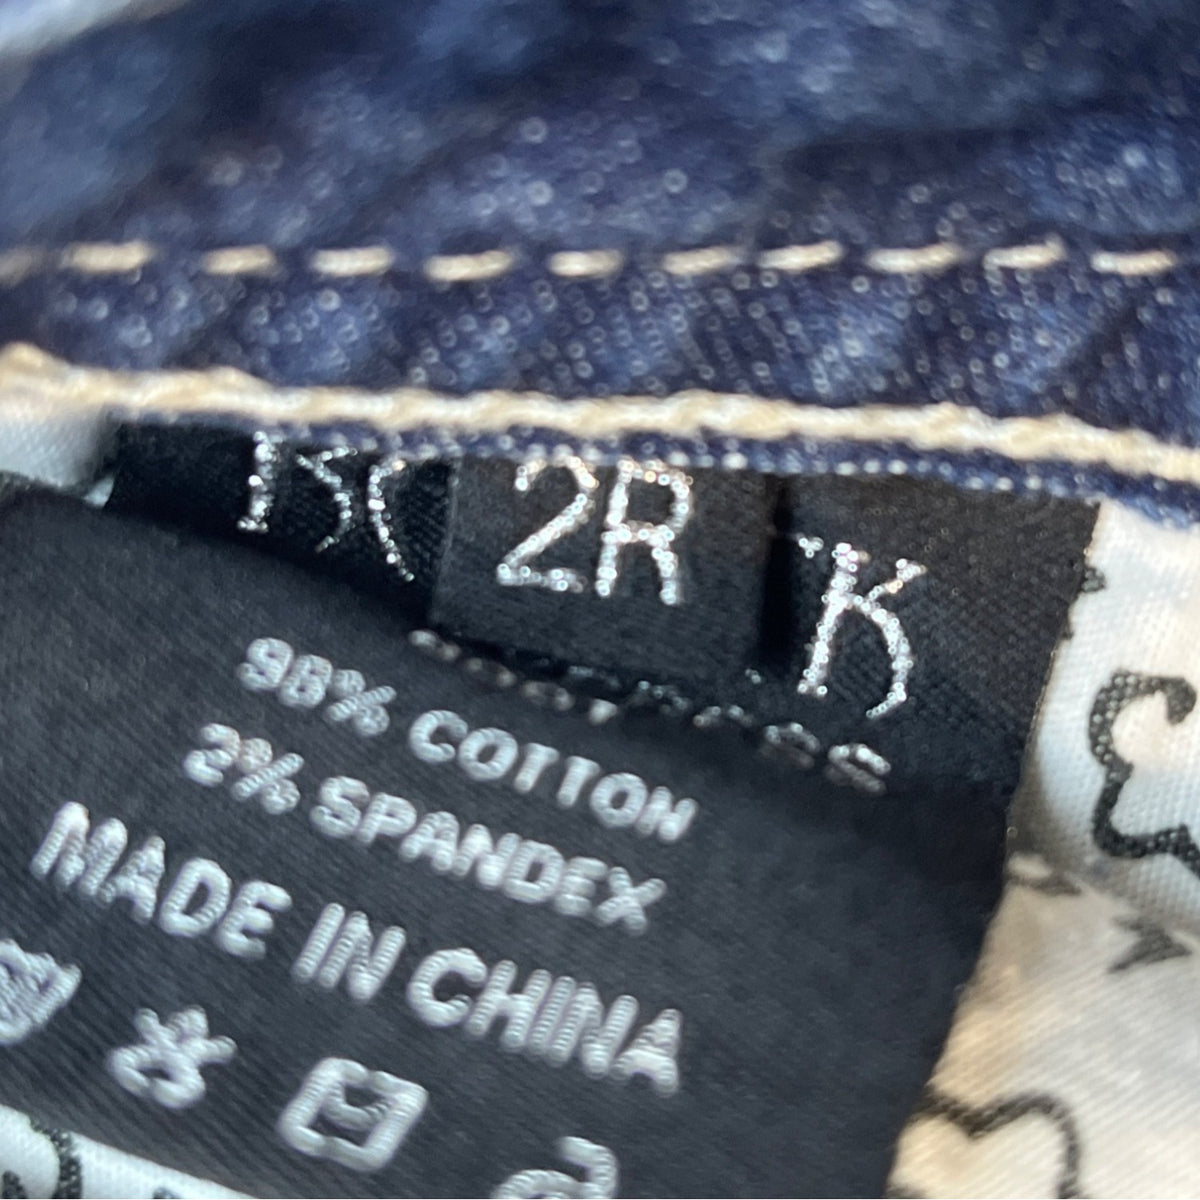 2R
98% COTTON
2% SPANDEX
MADE IN CHINA